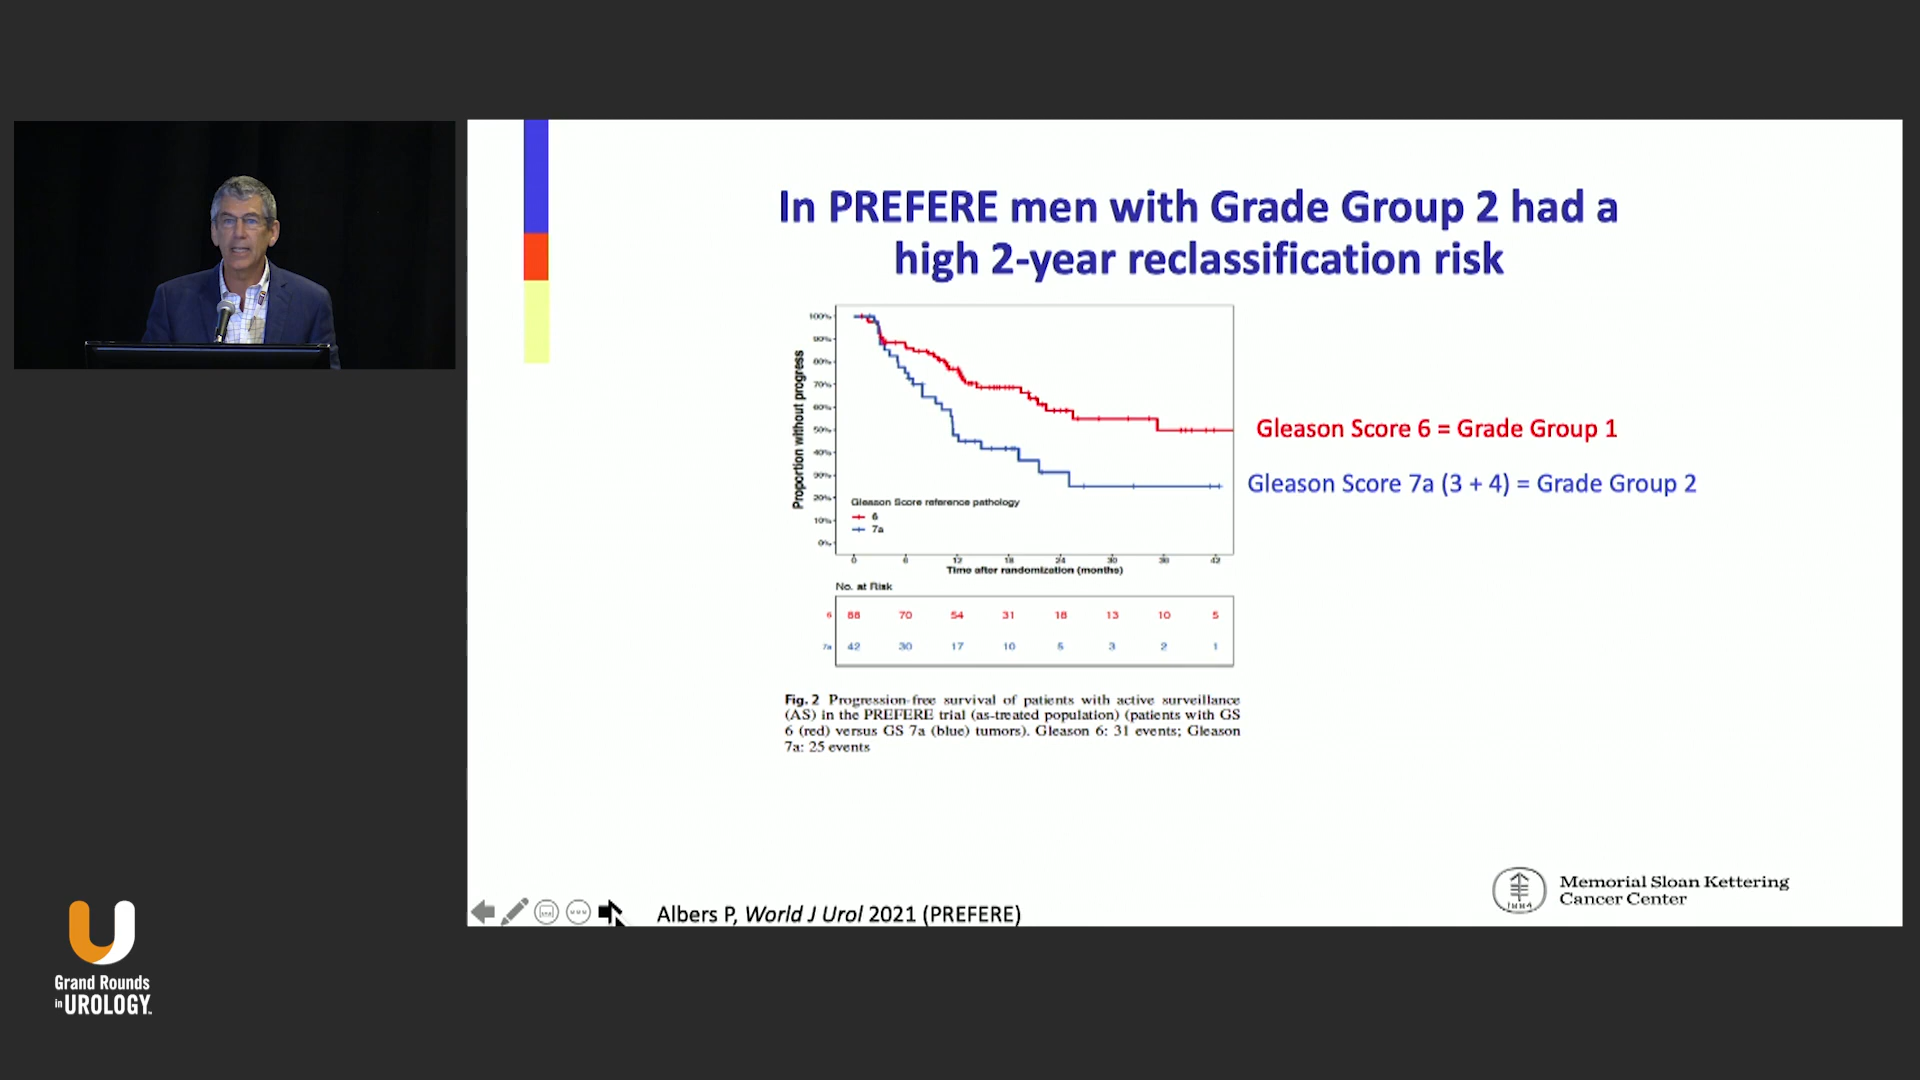 In PREFERE men with Grade Group 2 had a
high 2-year reclassification risk
100%
90%
80%
70%
60%
50%
40%
30%
20%
10%
0%
Proportion without progress
Gleason Score reference pathology
6
7a
0 6 12 18 24 30 36 42
Time after randomization (months)
Gleason Score 6 = Grade Group 1
Gleason Score 7a (3 + 4) = Grade Group 2
No. at Risk
6 88 70 54 31 18 13 10 5
7a 42 30 17 10 5 3 2 1
Fig. 2 Progression-free survival of patients with active surveillance
(AS) in the PREFERE trial (as-treated population) (patients with GS
6 (red) versus GS 7a (blue) tumors). Gleason 6: 31 events; Gleason
7a: 25 events
Albers P, World J Urol 2021 (PREFERE)
Memorial Sloan Kettering
Cancer Center
Grand Rounds
in UROLOGY